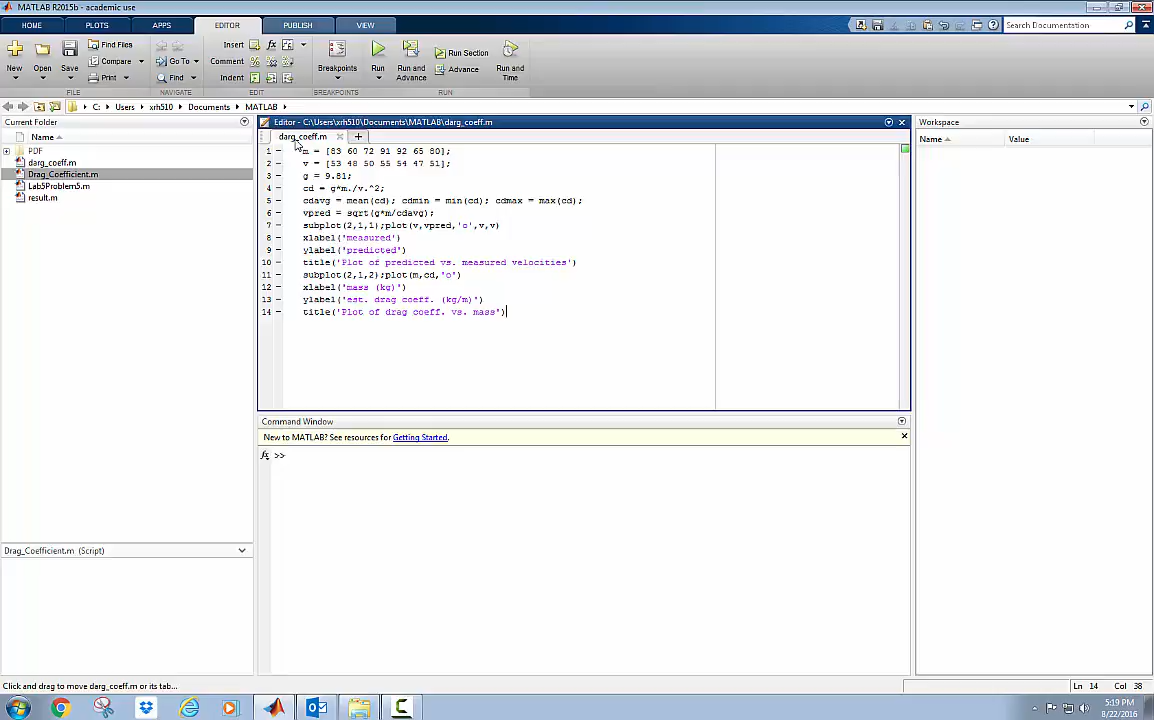 MATLAB R2015b - academic use
HOME PLOTS APPS EDITOR PUBLISH VIEW Search Documentation
New Open Save Find Files Compare Print
Go To Find
Insert Comment Indent
Breakpoints
Run Run and Advance Run Section Advance Run and Time
FILE NAVIGATE EDIT BREAKPOINTS RUN
C: Users xrh510 Documents MATLAB
Current Folder
Name
PDF
darg_coeff.m
Drag_Coefficient.m
Lab5Problem5.m
result.m
Drag_Coefficient.m (Script)
Editor - C:\Users\xrh510\Documents\MATLAB\darg_coeff.m
darg_coeff.m
1 m = [83 60 72 91 92 65 80];
2 v = [53 48 50 55 54 47 51];
3 g = 9.81;
4 cd = g*m./v.^2;
5 cdavg = mean(cd); cdmin = min(cd); cdmax = max(cd);
6 vpred = sqrt(g*m/cdavg);
7 subplot(2,1,1);plot(v,vpred,'o',v,v)
8 xlabel('measured')
9 ylabel('predicted')
10 title('Plot of predicted vs. measured velocities')
11 subplot(2,1,2);plot(m,cd,'o')
12 xlabel('mass (kg)')
13 ylabel('est. drag coeff. (kg/m)')
14 title('Plot of drag coeff. vs. mass')
Command Window
New to MATLAB? See resources for Getting Started.
fx >>
Workspace
Name Value
Click and drag to move darg_coeff.m or its tab...
Ln 14 Col 38
5:19 PM
8/22/2016